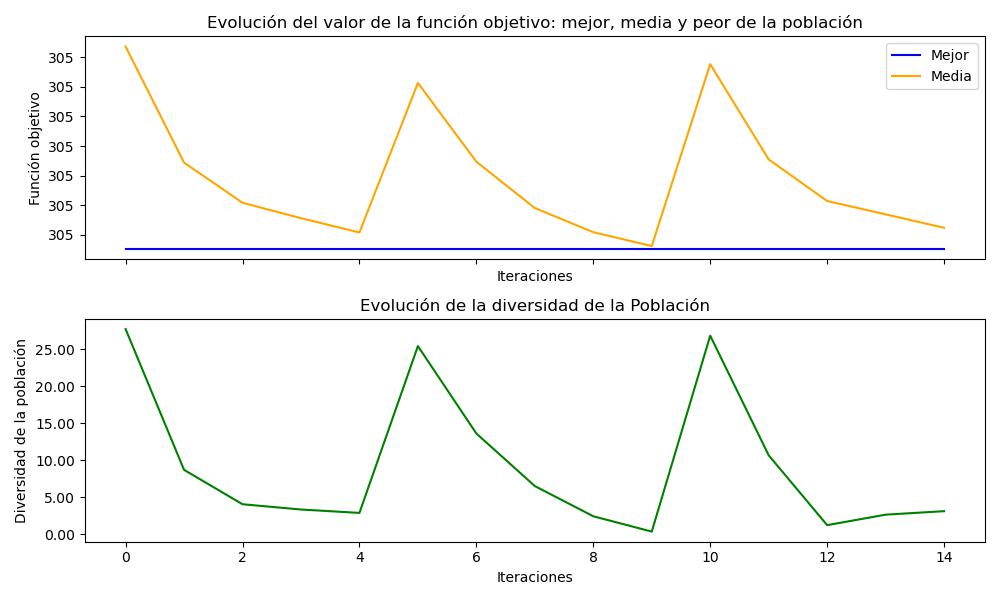 Evolución del valor de la función objetivo: mejor, media y peor de la población
Función objetivo
305
305
305
305
305
305
305
Mejor
Media
Iteraciones
Evolución de la diversidad de la Población
Diversidad de la población
25.00
20.00
15.00
10.00
5.00
0.00
0 2 4 6 8 10 12 14
Iteraciones